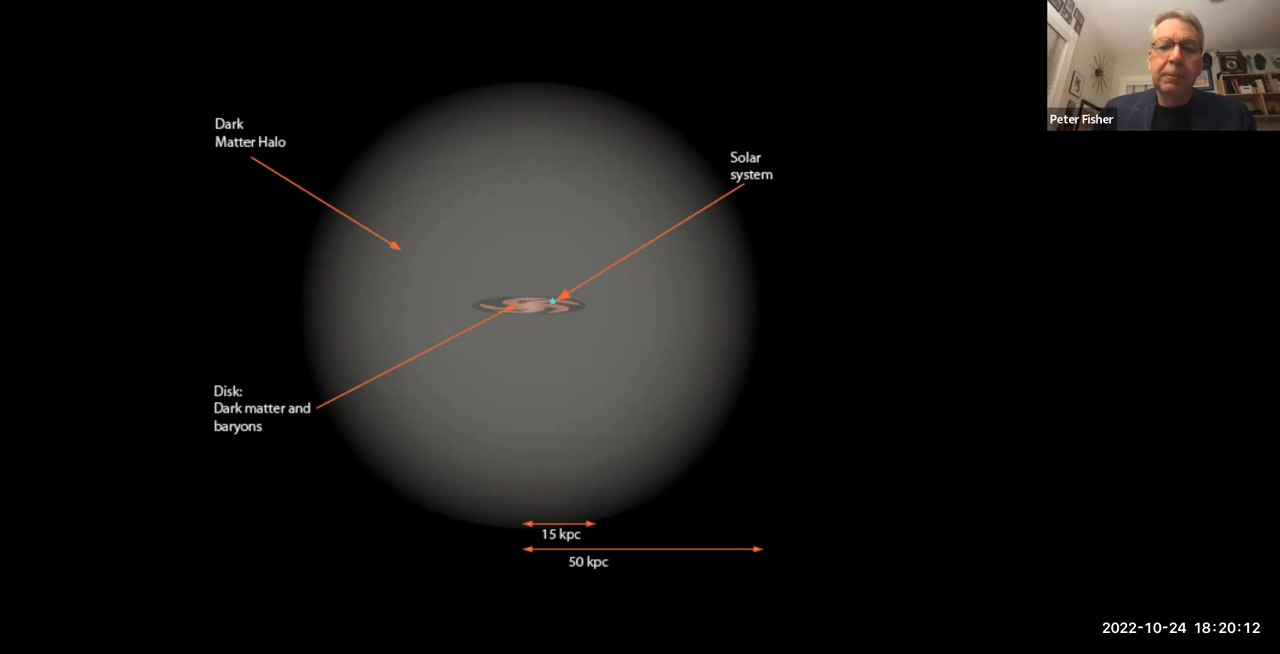 Dark
Matter Halo
Solar
system
Peter Fisher
Disk:
Dark matter and
baryons
15 kpc
50 kpc
2022-10-24 18:20:12